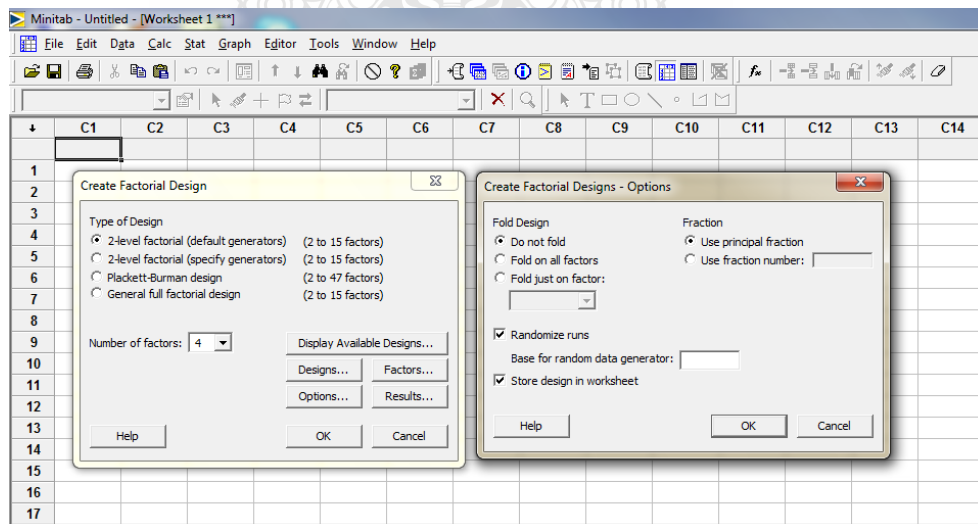 Minitab - Untitled - [Worksheet 1 ***]
File Edit Data Calc Stat Graph Editor Tools Window Help
C1 C2 C3 C4 C5 C6 C7 C8 C9 C10 C11 C12 C13 C14
1
2
3
4
5
6
7
8
9
10
11
12
13
14
15
16
17
Create Factorial Design
Type of Design
2-level factorial (default generators) (2 to 15 factors)
2-level factorial (specify generators) (2 to 15 factors)
Plackett-Burman design (2 to 47 factors)
General full factorial design (2 to 15 factors)
Number of factors: 4 Display Available Designs...
Designs... Factors...
Options... Results...
Help OK Cancel
Create Factorial Designs - Options
Fold Design Fraction
Do not fold Use principal fraction
Fold on all factors Use fraction number:
Fold just on factor:
Randomize runs
Base for random data generator:
Store design in worksheet
Help OK Cancel